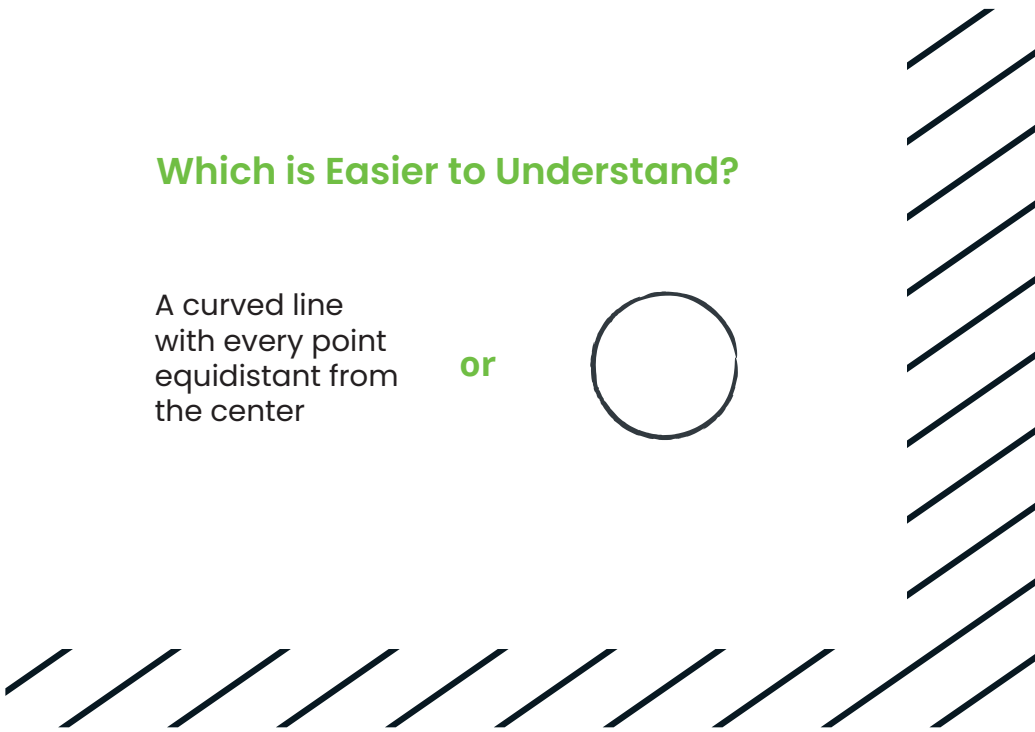 Which is Easier to Understand?
A curved line
with every point
equidistant from
the center
or